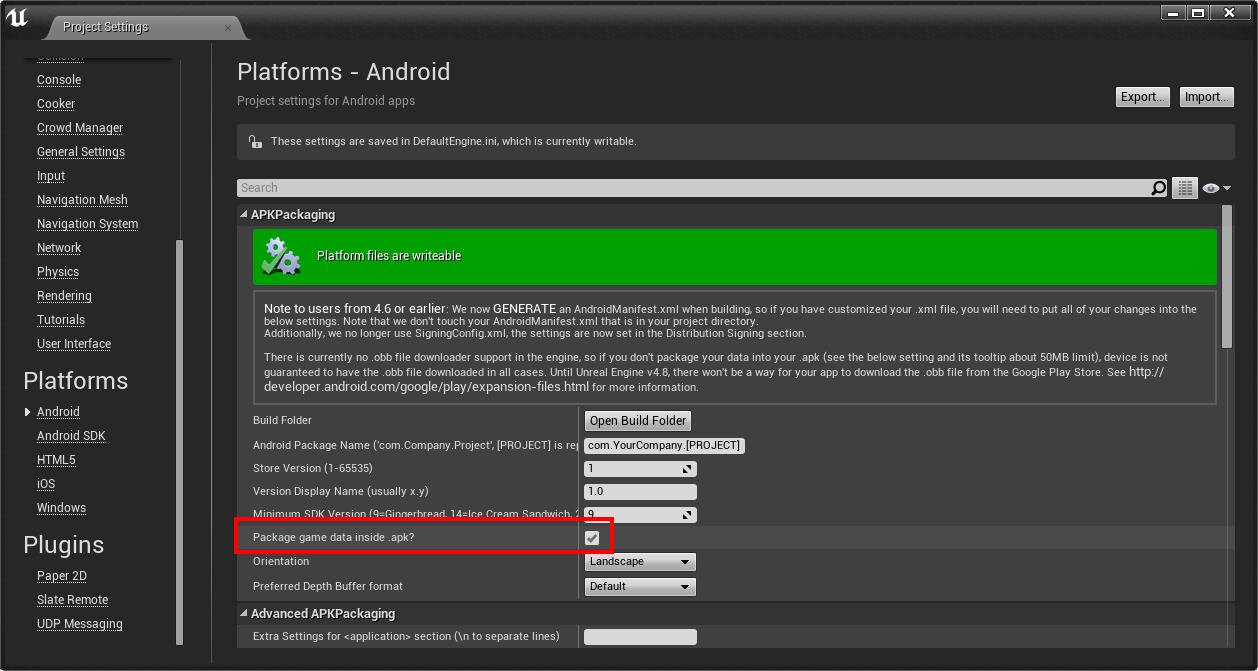 Project Settings
Console
Cooker
Crowd Manager
General Settings
Input
Navigation Mesh
Navigation System
Network
Physics
Rendering
Tutorials
User Interface
Platforms
Android
Android SDK
HTML5
iOS
Windows
Plugins
Paper 2D
Slate Remote
UDP Messaging
Platforms - Android
Project settings for Android apps
Export...
Import...
These settings are saved in DefaultEngine.ini, which is currently writable.
Search
APKPackaging
Platform files are writeable
Note to users from 4.6 or earlier: We now GENERATE an AndroidManifest.xml when building, so if you have customized your .xml file, you will need to put all of your changes into the
below settings. Note that we don't touch your AndroidManifest.xml that is in your project directory.
Additionally, we no longer use SigningConfig.xml, the settings are now set in the Distribution Signing section.
There is currently no .obb file downloader support in the engine, so if you don't package your data into your .apk (see the below setting and its tooltip about 50MB limit), device is not
guaranteed to have the .obb file downloaded in all cases. Until Unreal Engine v4.8, there won't be a way for your app to download the .obb file from the Google Play Store. See http://
developer.android.com/google/play/expansion-files.html for more information.
Build Folder
Open Build Folder
Android Package Name ('com.Company.Project', [PROJECT] is rep
com.YourCompany.[PROJECT]
Store Version (1-65535)
1
Version Display Name (usually x.y)
1.0
Minimum SDK Version (9=Gingerbread, 14=Ice Cream Sandwich, 2
9
Package game data inside .apk?
Orientation
Landscape
Preferred Depth Buffer format
Default
Advanced APKPackaging
Extra Settings for <application> section (\n to separate lines)